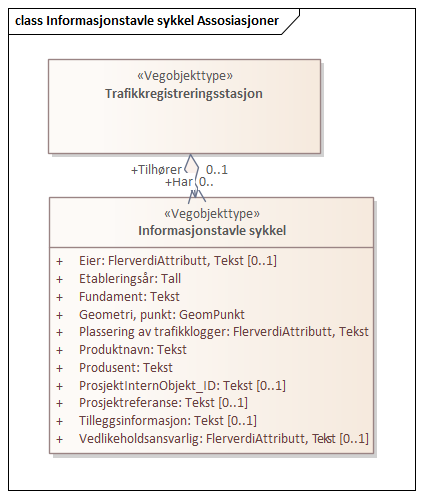 class Informasjonstavle sykkel Assosiasjoner
«Vegobjekttype»
Trafikkregistreringsstasjon
+Tilhører 0..1
+Har 0..
«Vegobjekttype»
Informasjonstavle sykkel
+ Eier: FlerverdiAttributt, Tekst [0..1]
+ Etableringsår: Tall
+ Fundament: Tekst
+ Geometri, punkt: GeomPunkt
+ Plassering av trafikklogger: FlerverdiAttributt, Tekst
+ Produktnavn: Tekst
+ Produsent: Tekst
+ ProsjektInternObjekt_ID: Tekst [0..1]
+ Prosjektreferanse: Tekst [0..1]
+ Tilleggsinformasjon: Tekst [0..1]
+ Vedlikeholdsansvarlig: FlerverdiAttributt, Tekst [0..1]